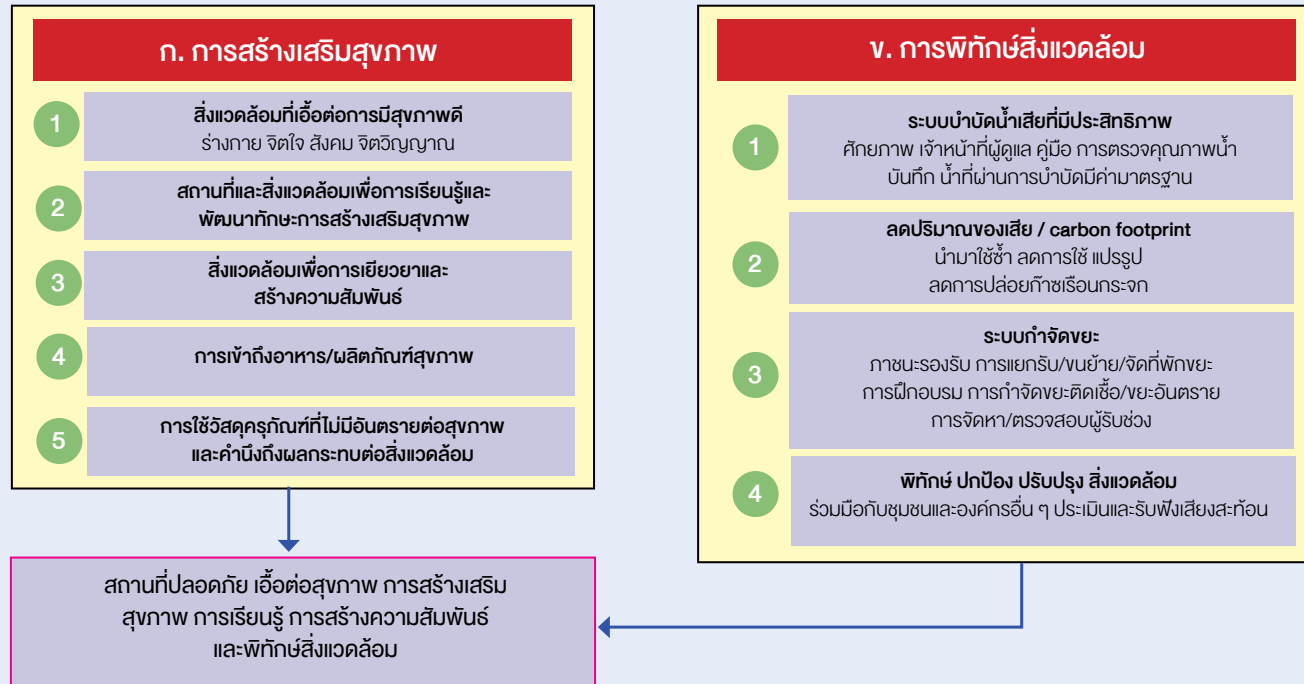 ก. การสร้างเสริมสุขภาพ
1
สิ่งแวดล้อมที่เอื้อต่อการมีสุขภาพดี
ร่างกาย จิตใจ สังคม จิตวิญญาณ
2
สถานที่และสิ่งแวดล้อมเพื่อการเรียนรู้และ
พัฒนาทักษะการสร้างเสริมสุขภาพ
3
สิ่งแวดล้อมเพื่อการเยียวยาและ
สร้างความสัมพันธ์
4
การเข้าถึงอาหาร/ผลิตภัณฑ์สุขภาพ
5
การใช้วัสดุครุภัณฑ์ที่ไม่มีอันตรายต่อสุขภาพ
และคำนึงถึงผลกระทบต่อสิ่งแวดล้อม
ข. การพิทักษ์สิ่งแวดล้อม
1
ระบบบำบัดน้ำเสียที่มีประสิทธิภาพ
ศักยภาพ เจ้าหน้าที่ผู้ดูแล คู่มือ การตรวจคุณภาพน้ำ
บันทึก น้ำที่ผ่านการบำบัดมีค่ามาตรฐาน
2
ลดปริมาณของเสีย / carbon footprint
นำมาใช้ซ้ำ ลดการใช้ แปรรูป
ลดการปล่อยก๊าซเรือนกระจก
3
ระบบกำจัดขยะ
ภาชนะรองรับ การแยกรับ/ขนย้าย/จัดที่พักขยะ
การฝึกอบรม การกำจัดขยะติดเชื้อ/ขยะอันตราย
การจัดหา/ตรวจสอบผู้รับช่วง
4
พิทักษ์ ปกป้อง ปรับปรุง สิ่งแวดล้อม
ร่วมมือกับชุมชนและองค์กรอื่น ๆ ประเมินและรับฟังเสียงสะท้อน
สถานที่ปลอดภัย เอื้อต่อสุขภาพ การสร้างเสริม
สุขภาพ การเรียนรู้ การสร้างความสัมพันธ์
และพิทักษ์สิ่งแวดล้อม